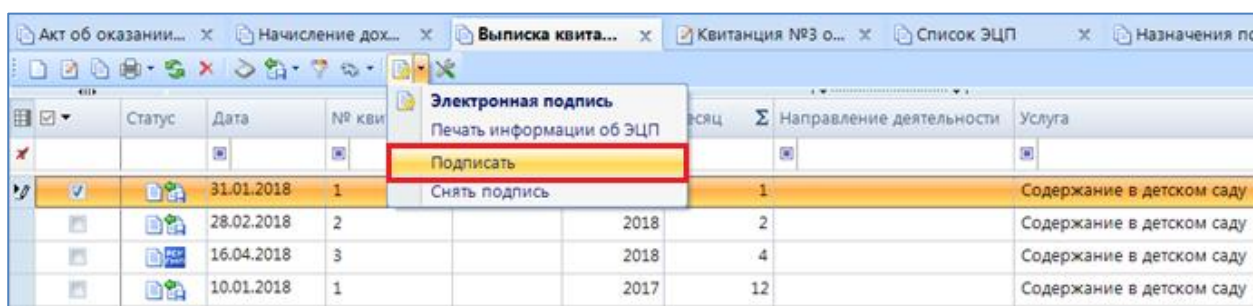 Акт об оказании... x Начисление дох... x Выписка квита... x Квитанция №3 о... x Список ЭЦП x Назначения по
Электронная подпись
Статус Дата № кви есяц Σ Направление деятельности Услуга
Печать информации об ЭЦП
Подписать
31.01.2018 1 1 Содержание в детском саду
Снять подпись
28.02.2018 2 2018 2 Содержание в детском саду
16.04.2018 3 2018 4 Содержание в детском саду
10.01.2018 1 2017 12 Содержание в детском саду